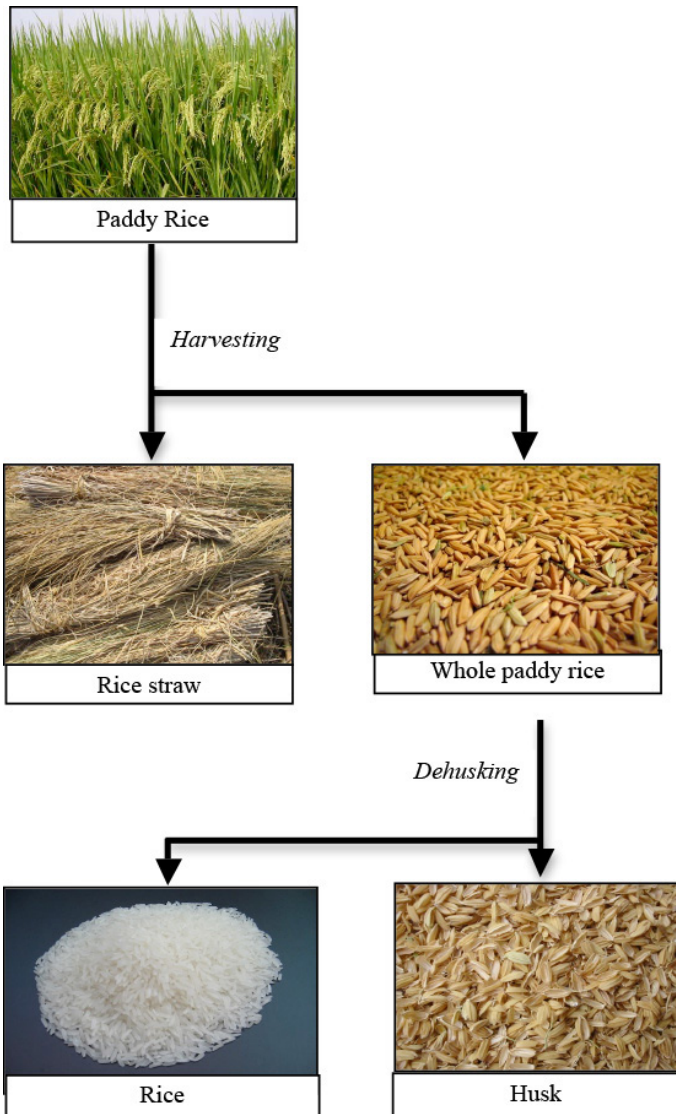 Paddy Rice
Harvesting
Rice straw
Whole paddy rice
Dehusking
Rice
Husk